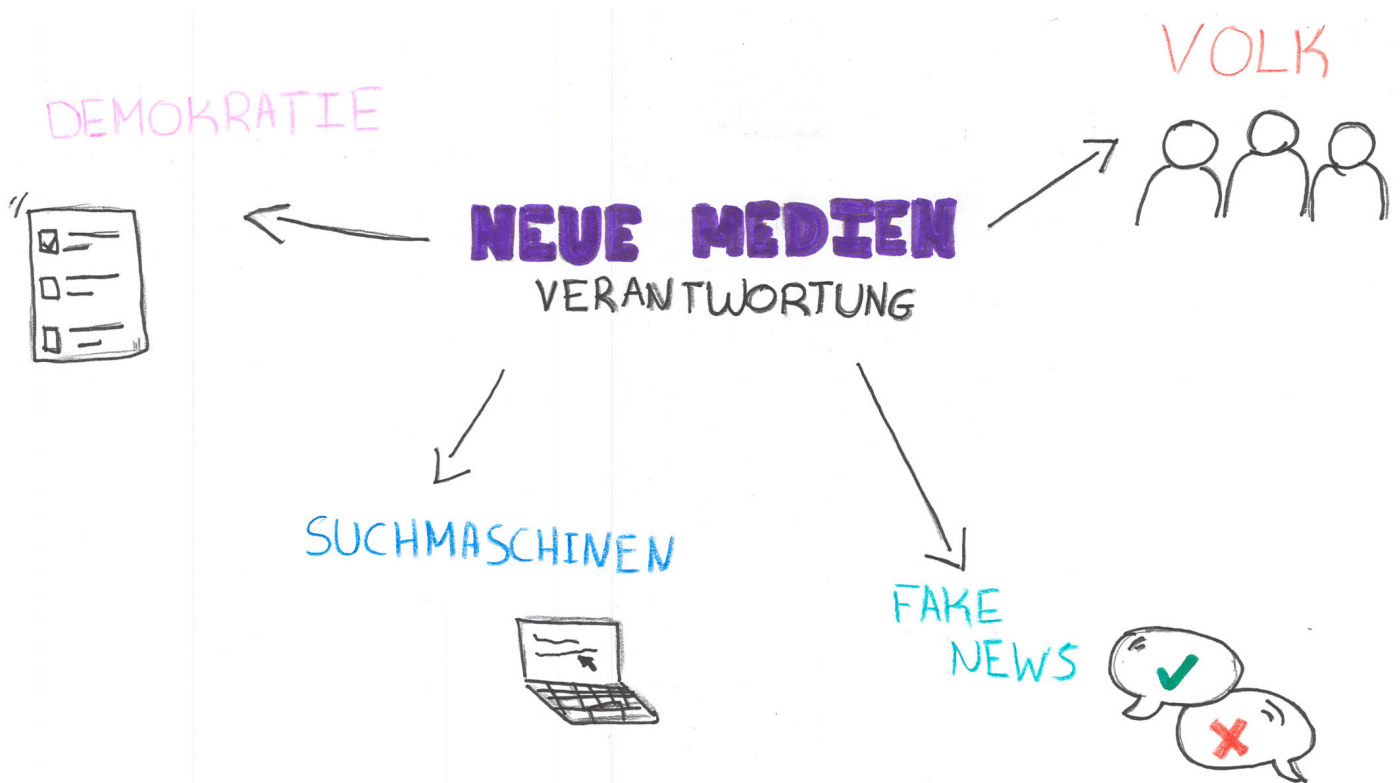 VOLK
DEMOKRATIE
NEUE MEDIEN
VERANTWORTUNG
SUCHMASCHINEN
FAKE
NEWS